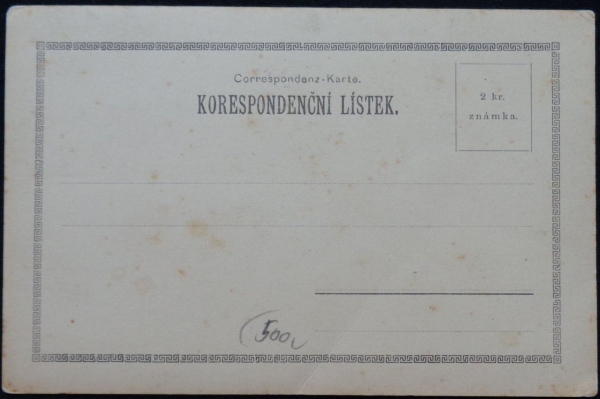 Correspondenz-Karte.
KORESPONDENČNÍ LÍSTEK.
2 kr.
známka.
500